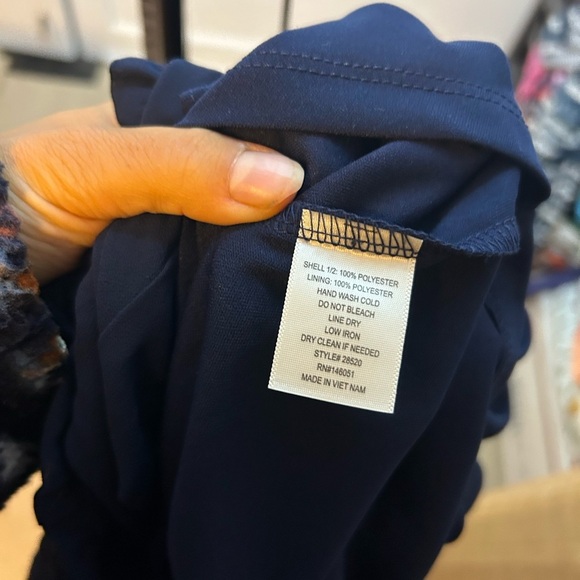 SHELL 1/2: 100% POLYESTER
LINING: 100% POLYESTER
HAND WASH COLD
DO NOT BLEACH
LINE DRY
LOW IRON
DRY CLEAN IF NEEDED
STYLE# 28520
RN#146051
MADE IN VIET NAM